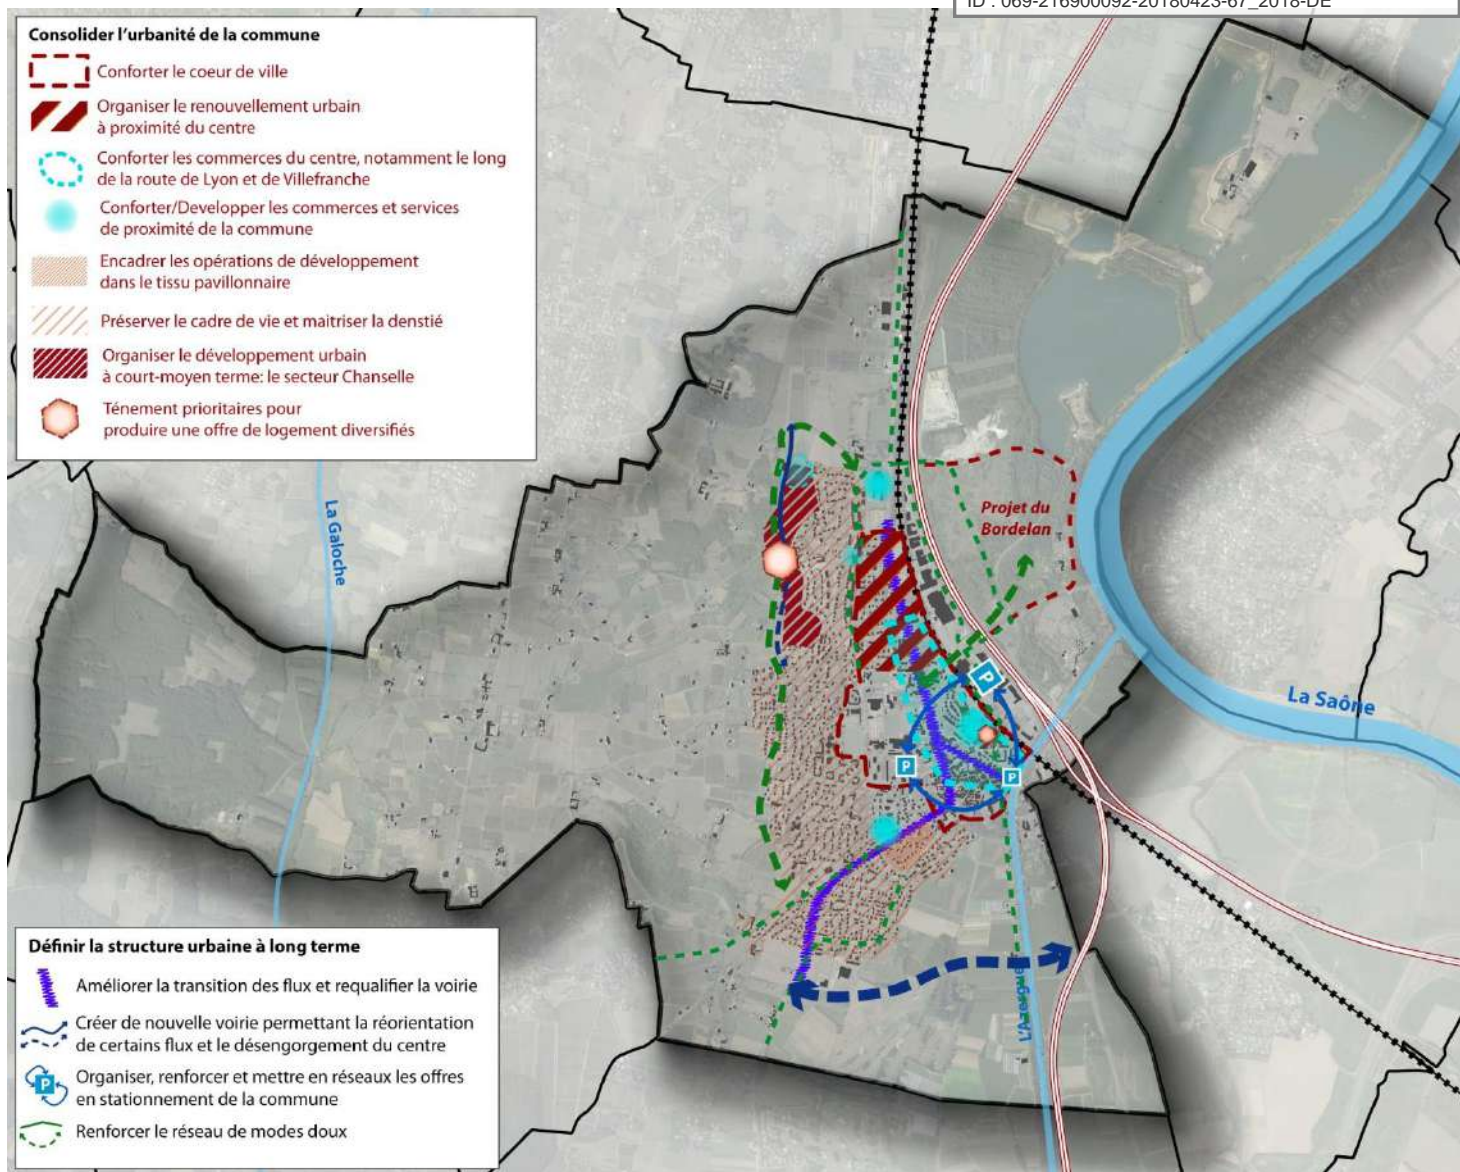 ID : 069-216900092-20180423-67_2018-DE
Consolider l'urbanité de la commune
Conforter le coeur de ville
Organiser le renouvellement urbain
à proximité du centre
Conforter les commerces du centre, notamment le long
de la route de Lyon et de Villefranche
Conforter/Developper les commerces et services
de proximité de la commune
Encadrer les opérations de développement
dans le tissu pavillonnaire
Préserver le cadre de vie et maitriser la denstié
Organiser le développement urbain
à court-moyen terme: le secteur Chanselle
Ténement prioritaires pour
produire une offre de logement diversifiés
La Galoche
Projet du
Bordelan
La Saône
P
P
P
L'Azergues
Définir la structure urbaine à long terme
Améliorer la transition des flux et requalifier la voirie
Créer de nouvelle voirie permettant la réorientation
de certains flux et le désengorgement du centre
P
Organiser, renforcer et mettre en réseaux les offres
en stationnement de la commune
Renforcer le réseau de modes doux